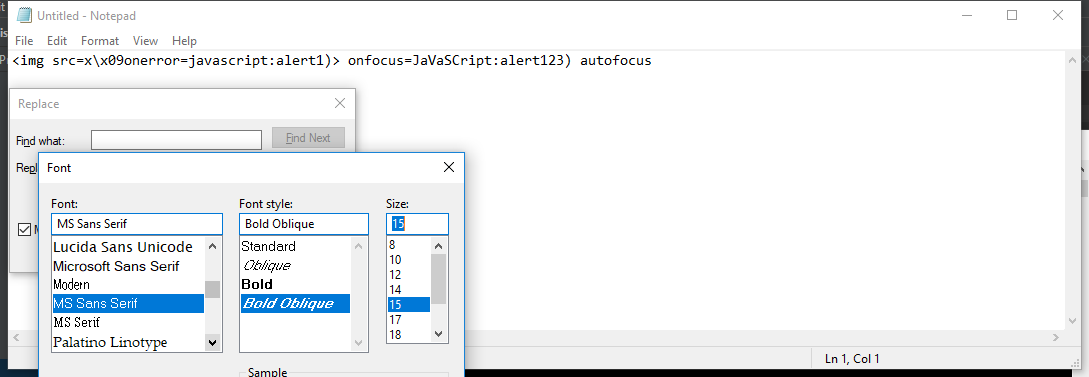 Untitled - Notepad
File Edit Format View Help
<img src=x\x09onerror=javascript:alert1)> onfocus=JaVaSCript:alert123) autofocus
Replace
Find what:
Find Next
Font
Font:
MS Sans Serif
Lucida Sans Unicode
Microsoft Sans Serif
Modern
MS Sans Serif
MS Serif
Palatino Linotype
Font style:
Bold Oblique
Standard
Oblique
Bold
Bold Oblique
Size:
15
8
10
12
14
15
17
18
Sample
Ln 1, Col 1